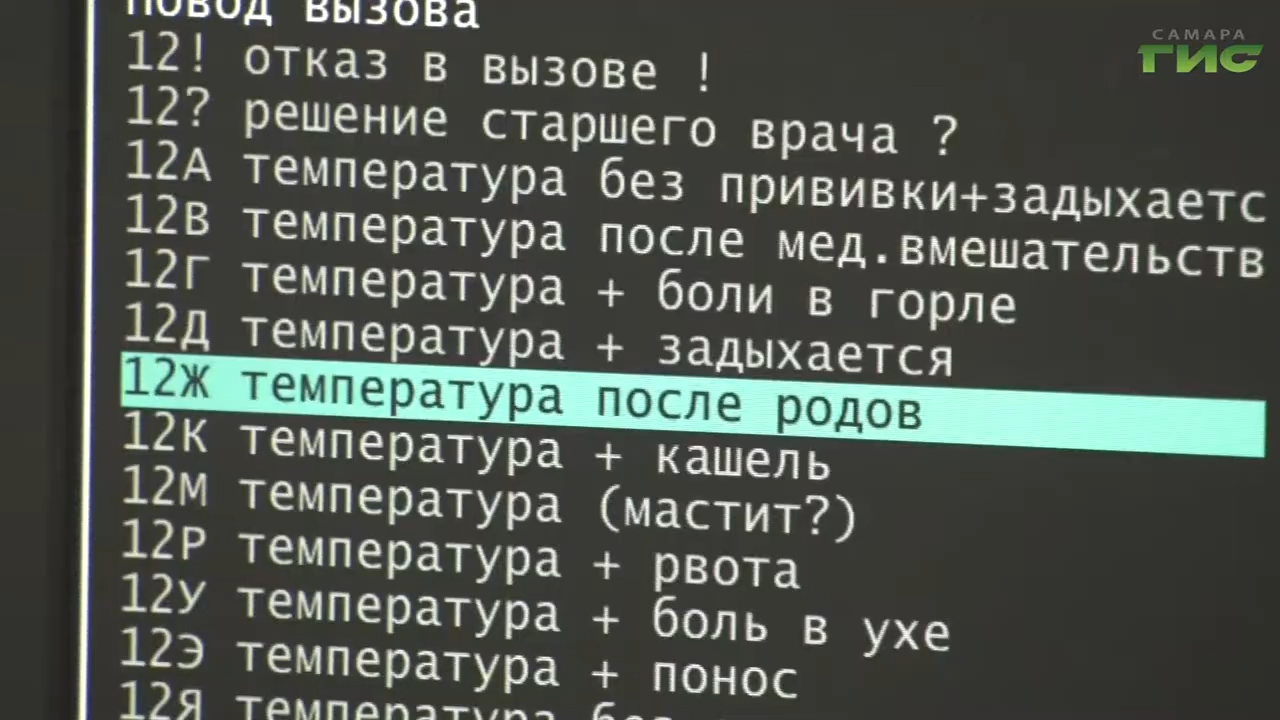 Повод вызова
САМАРА
ГИС
12! отказ в вызове !
12? решение старшего врача ?
12А температура без прививки+задыхаетс
12В температура после мед.вмешательств
12Г температура + боли в горле
12Д температура + задыхается
12Ж температура после родов
12К температура + кашель
12М температура (мастит?)
12Р температура + рвота
12У температура + боль в ухе
12Э температура + понос
12Я температура